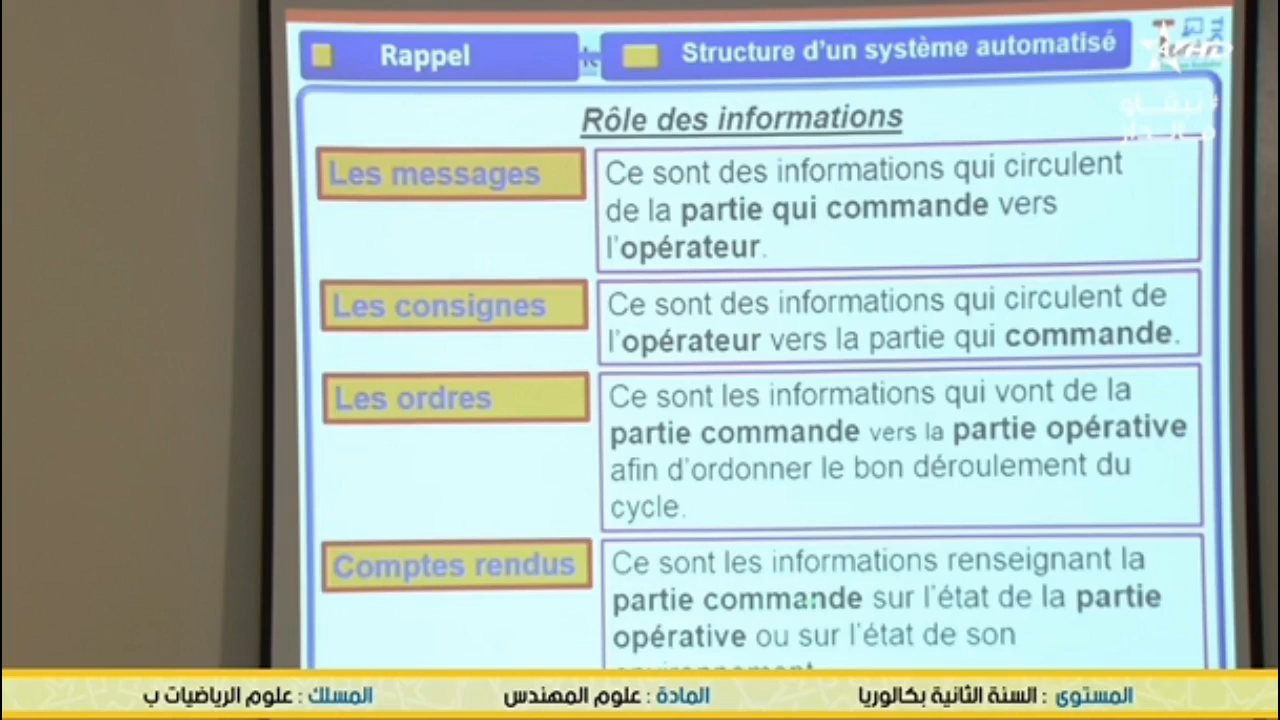 Rappel
Structure d'un système automatisé
Rôle des informations
Les messages
Ce sont des informations qui circulent
de la partie qui commande vers
l'opérateur.
Les consignes
Ce sont des informations qui circulent de
l'opérateur vers la partie qui commande.
Les ordres
Ce sont les informations qui vont de la
partie commande vers la partie opérative
afin d'ordonner le bon déroulement du
cycle.
Comptes rendus
Ce sont les informations renseignant la
partie commande sur l'état de la partie
opérative ou sur l'état de son
#نبقاو
فالدار
المستوى : السنة الثانية بكالوريا
المادة : علوم المهندس
المسلك : علوم الرياضيات ب